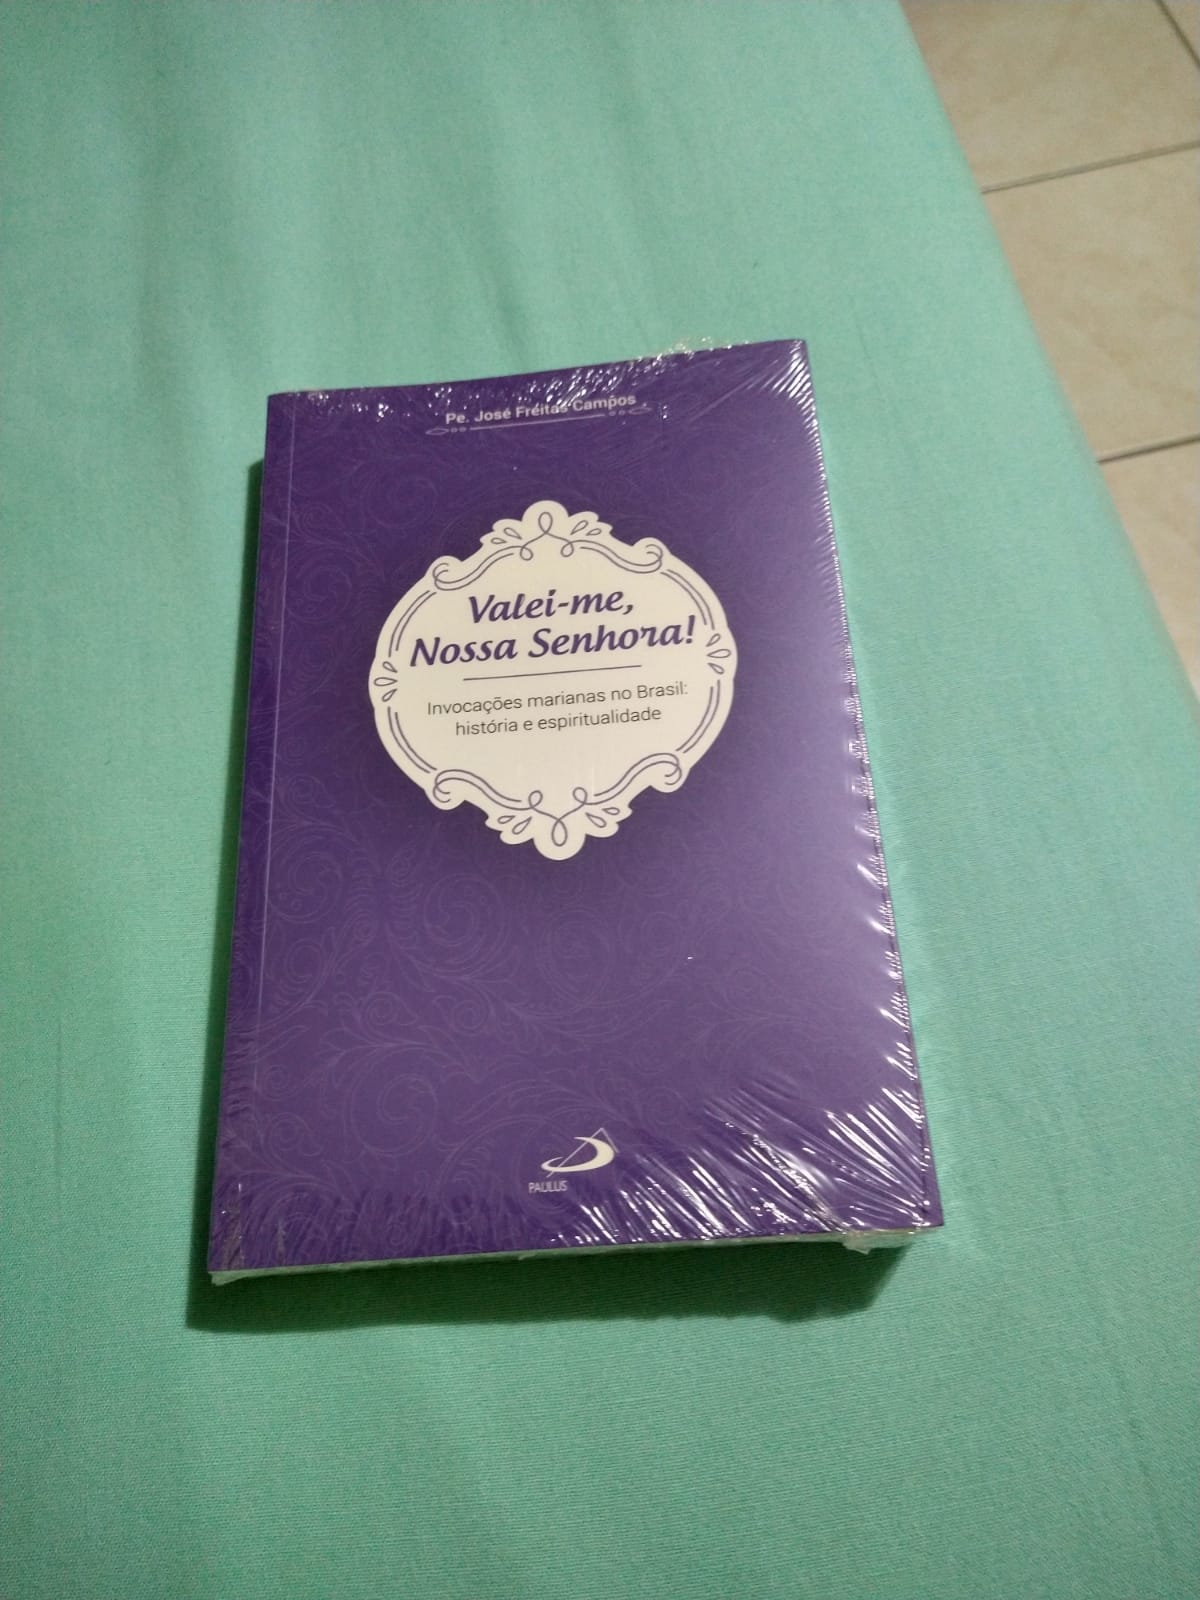 Pe. José Freitas Campos
Valei-me,
Nossa Senhora!
Invocações marianas no Brasil:
história e espiritualidade
PAULUS